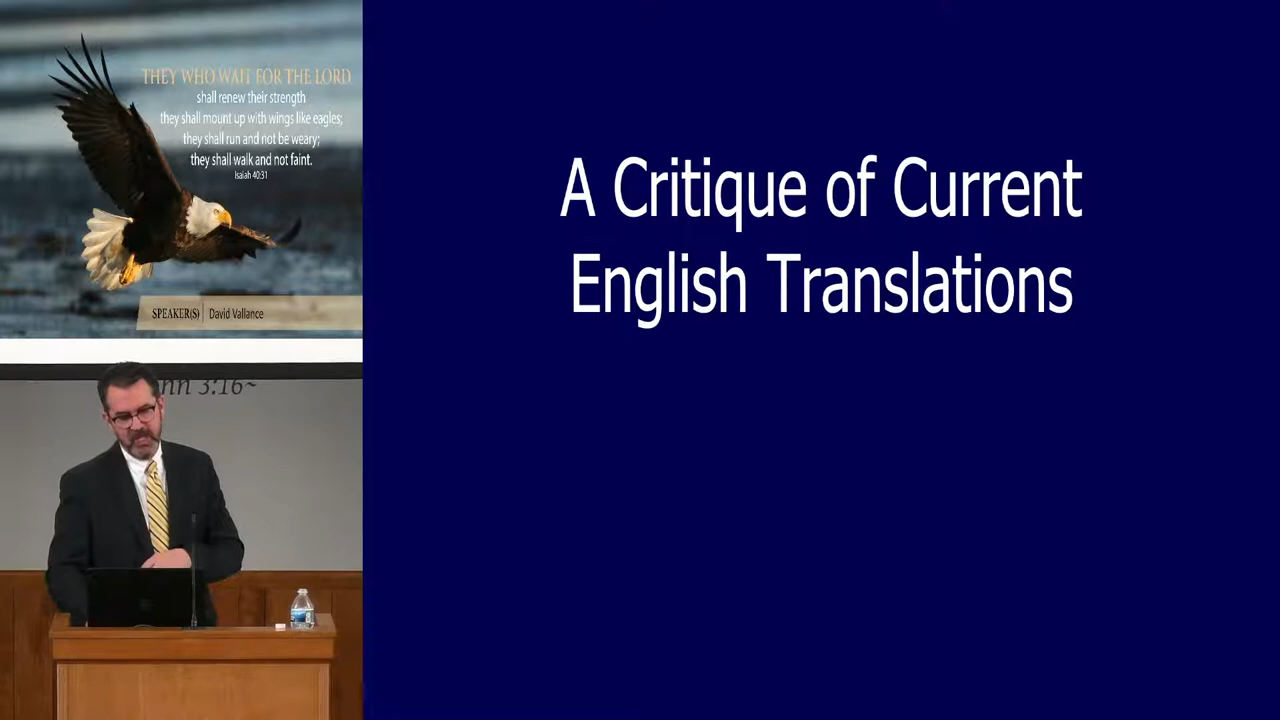 THEY WHO WAIT FOR THE LORD
shall renew their strength
they shall mount up with wings like eagles;
they shall run and not be weary;
they shall walk and not faint.
Isaiah 40:31
SPEAKER(S) | David Vallance
3:16~
A Critique of Current
English Translations